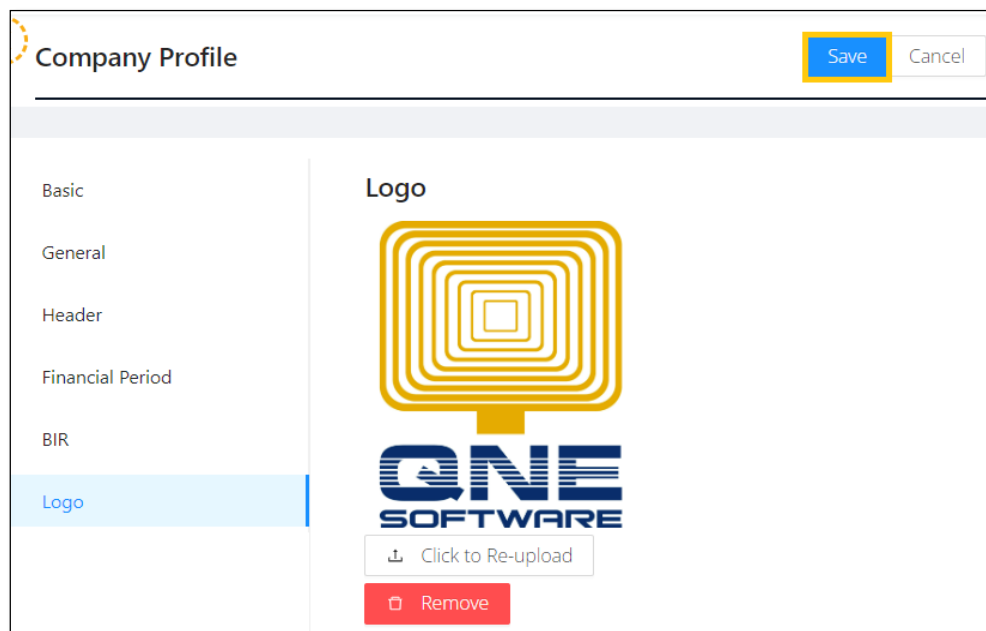 Company Profile
Save
Cancel
Basic
General
Header
Financial Period
BIR
Logo
Logo
QNE
SOFTWARE
Click to Re-upload
Remove